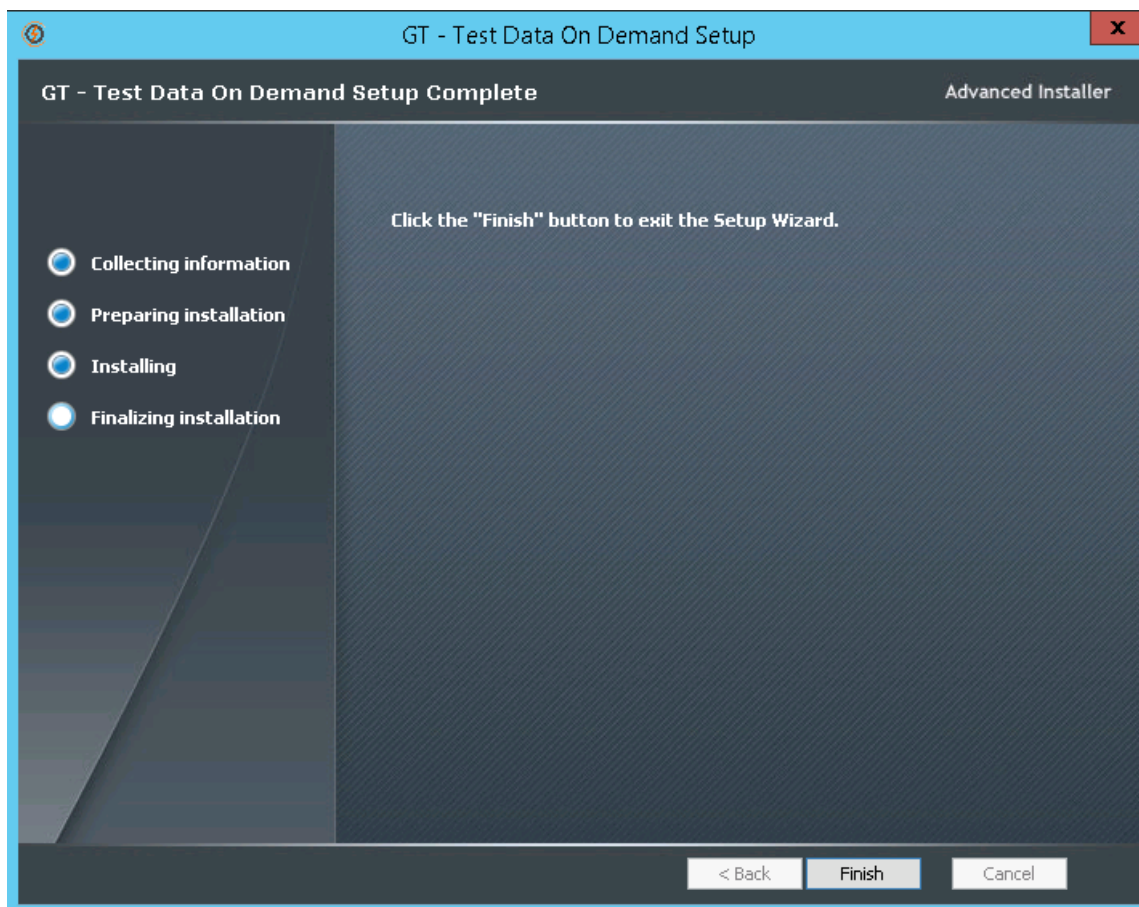 GT - Test Data On Demand Setup
x
GT - Test Data On Demand Setup Complete
Advanced Installer
Click the "Finish" button to exit the Setup Wizard.
Collecting information
Preparing installation
Installing
Finalizing installation
< Back
Finish
Cancel